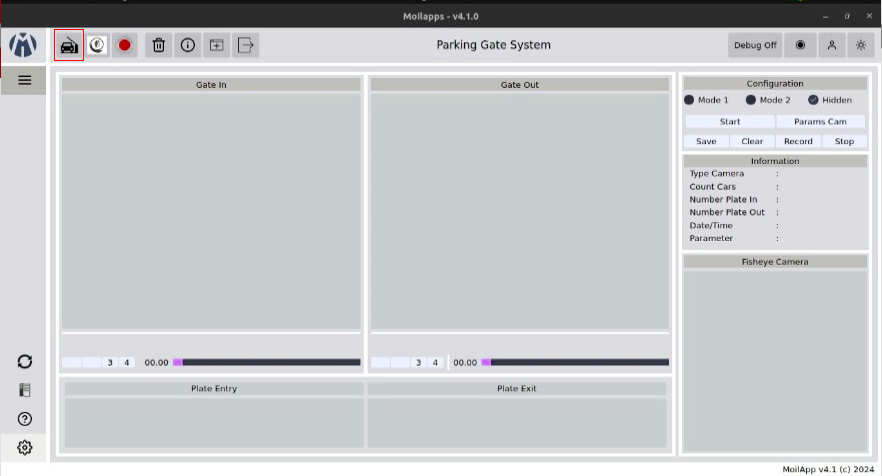 Moilapps - v4.1.0
Parking Gate System
Debug Off
Gate In
Gate Out
3 4 00.00
3 4 00.00
Plate Entry
Plate Exit
Configuration
Mode 1 Mode 2 Hidden
Start Params Cam
Save Clear Record Stop
Information
Type Camera :
Count Cars :
Number Plate In :
Number Plate Out :
Date/Time :
Parameter :
Fisheye Camera
MoilApp v4.1 (c) 2024